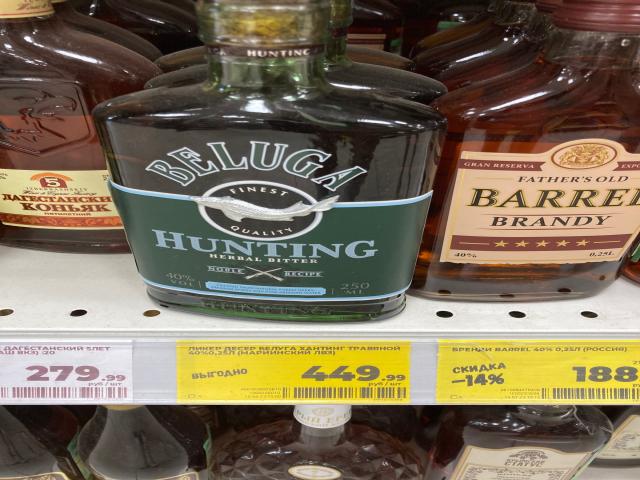 HUNTING
BELUGA
FINEST
QUALITY
HUNTING
HERBAL BITTER
NOBLE RECIPE
40%
VOL
250
ML
5
ДАГЕСТАНСКИЙ
КОНЬЯК
ПЯТИЛЕТНИЙ
GRAN RESERVA
FATHER'S OLD
BARREL
BRANDY
40%
0,25L
ДАГЕСТАНСКИЙ 5ЛЕТ
279.99
руб/шт.
ЛИКЕР ДЕСЕР БЕЛУГА ХАНТИНГ ТРАВЯНОЙ
40%0,25Л (МАРИИНСКИЙ ЛВЗ)
ВЫГОДНО
449.99
руб/шт.
БРЕНДИ BARREL 40% 0,25Л (РОССИЯ)
СКИДКА
-14%
188